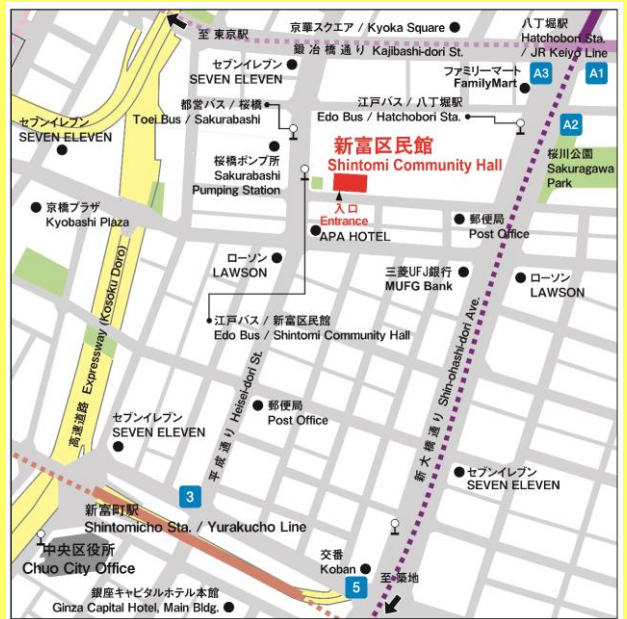 京華スクエア / Kyoka Square
八丁堀駅
Hatchobori Sta.
/ JR Keiyo Line
至 東京駅
鍛冶橋通り Kajibashi-dori St.
セブンイレブン
SEVEN ELEVEN
ファミリーマート
FamilyMart
A3
A1
都営バス / 桜橋
Toei Bus / Sakurabashi
江戸バス / 八丁堀駅
Edo Bus / Hatchobori Sta.
A2
セブンイレブン
SEVEN ELEVEN
新富区民館
Shintomi Community Hall
桜橋ポンプ所
Sakurabashi
Pumping Station
桜川公園
Sakuragawa
Park
入口
Entrance
京橋プラザ
Kyobashi Plaza
郵便局
Post Office
APA HOTEL
ローソン
LAWSON
三菱UFJ銀行
MUFG Bank
ローソン
LAWSON
江戸バス / 新富区民館
Edo Bus / Shintomi Community Hall
高速道路 Expressway (Kosoku Doro)
平成通り Heisei-dori St.
新大橋通り Shin-ohashi-dori Ave.
郵便局
Post Office
セブンイレブン
SEVEN ELEVEN
セブンイレブン
SEVEN ELEVEN
3
新富町駅
Shintomicho Sta. / Yurakucho Line
中央区役所
Chuo City Office
交番
Koban
5
至 築地
銀座キャピタルホテル本館
Ginza Capital Hotel, Main Bldg.